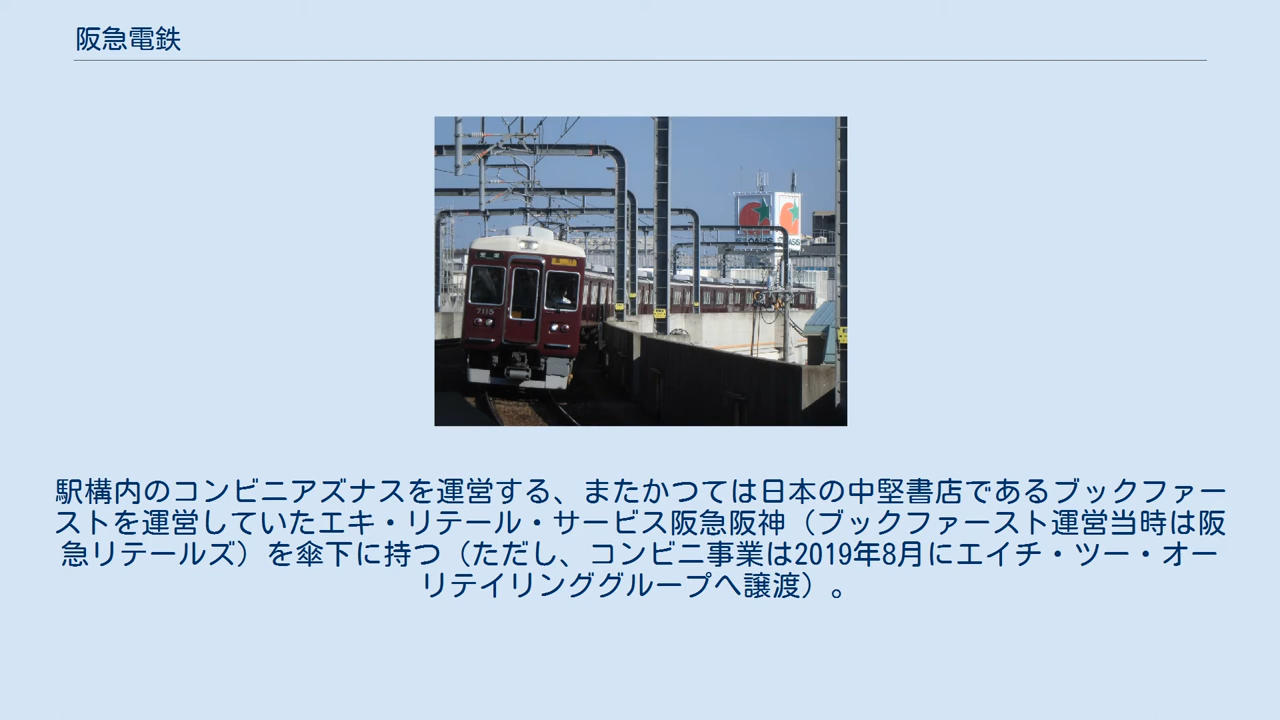 阪急電鉄
7115
駅構内のコンビニアズナスを運営する、またかつては日本の中堅書店であるブックファー
ストを運営していたエキ・リテール・サービス阪急阪神（ブックファースト運営当時は阪
急リテールズ）を傘下に持つ（ただし、コンビニ事業は2019年8月にエイチ・ツー・オー
リテイリンググループへ譲渡）。